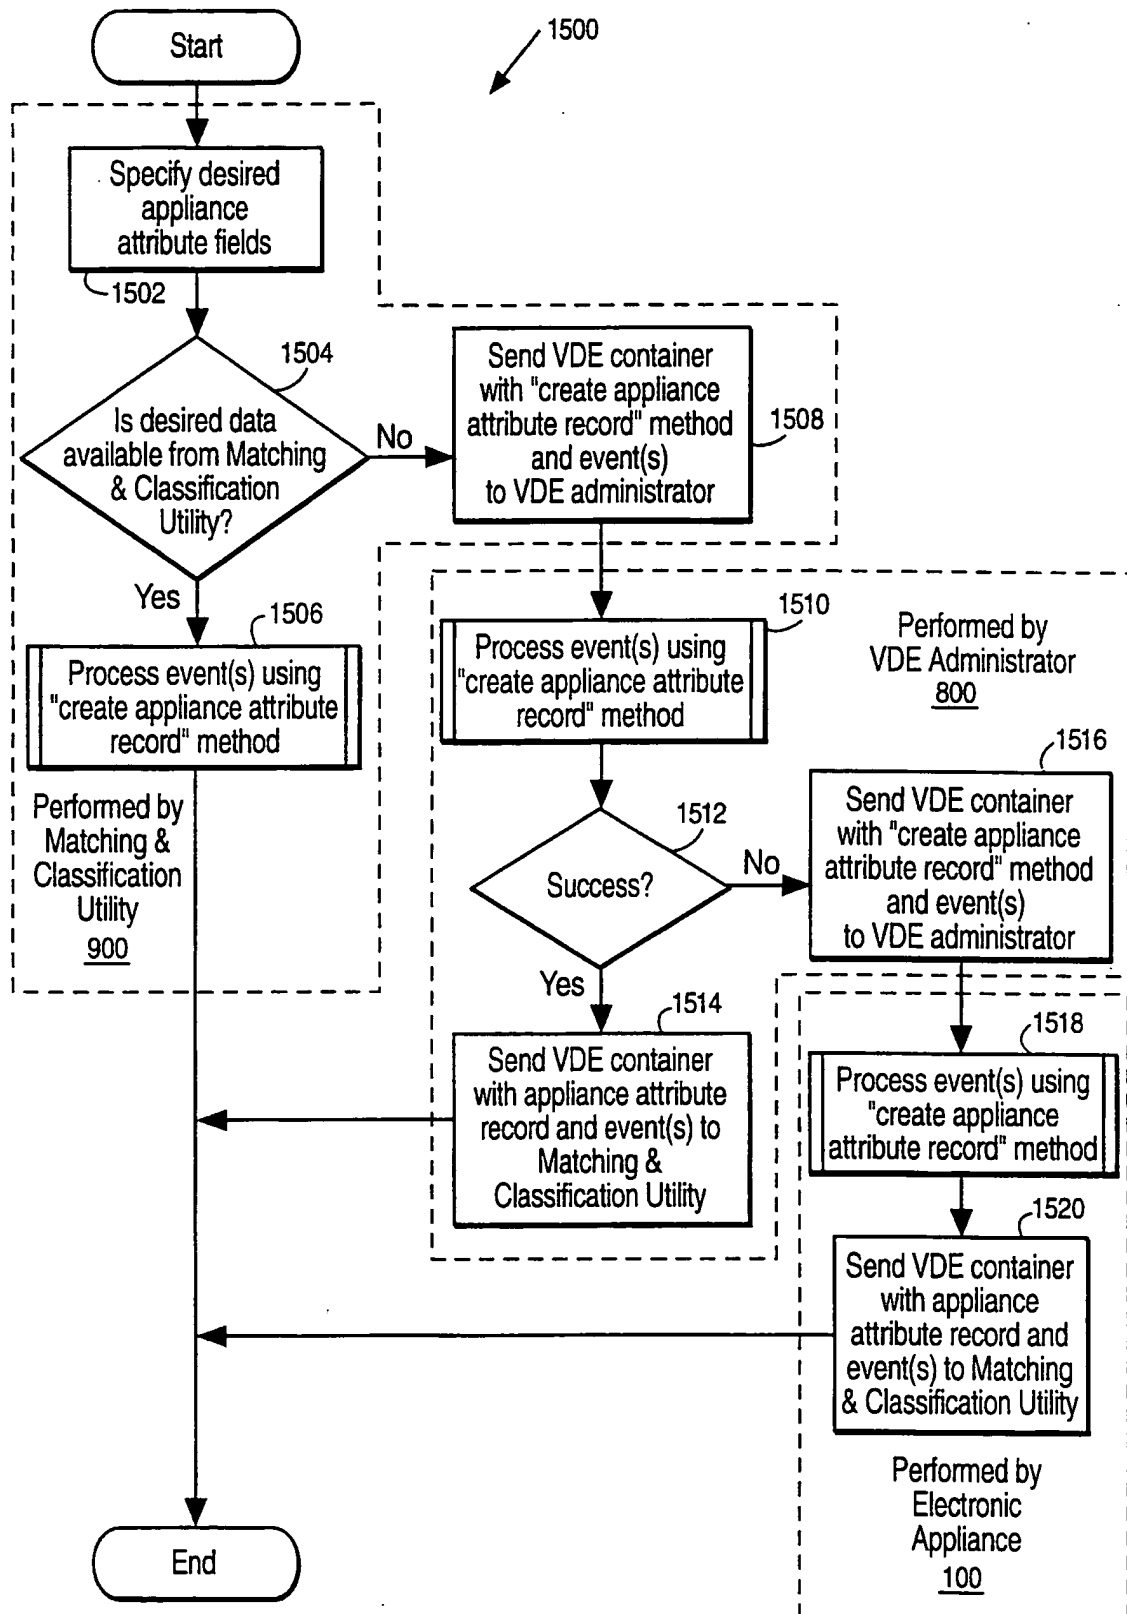 Start
1500
Specify desired
appliance
attribute fields
1502
1504
Is desired data
available from Matching
& Classification
Utility?
No
Send VDE container
with "create appliance
attribute record" method
and event(s)
to VDE administrator
1508
Yes
1506
Process event(s) using
"create appliance attribute
record" method
Performed by
Matching &
Classification
Utility
900
1510
Process event(s) using
"create appliance attribute
record" method
Performed by
VDE Administrator
800
1512
Success?
No
1516
Send VDE container
with "create appliance
attribute record" method
and event(s)
to VDE administrator
Yes
1514
Send VDE container
with appliance attribute
record and event(s) to
Matching &
Classification Utility
1518
Process event(s) using
"create appliance
attribute record" method
1520
Send VDE container
with appliance
attribute record and
event(s) to Matching
& Classification Utility
Performed by
Electronic
Appliance
100
End